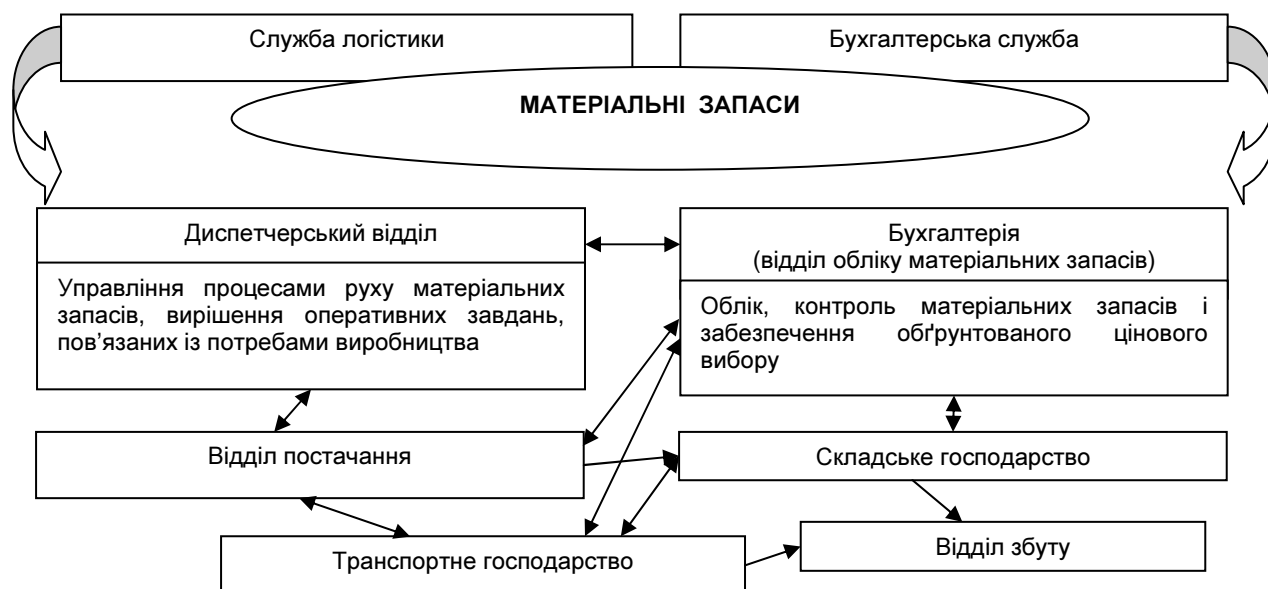 Служба логістики
Бухгалтерська служба
МАТЕРІАЛЬНІ ЗАПАСИ
Диспетчерський відділ
Управління процесами руху матеріальних
запасів, вирішення оперативних завдань,
пов’язаних із потребами виробництва
Бухгалтерія
(відділ обліку матеріальних запасів)
Облік, контроль матеріальних запасів і
забезпечення обґрунтованого цінового
вибору
Відділ постачання
Складське господарство
Транспортне господарство
Відділ збуту